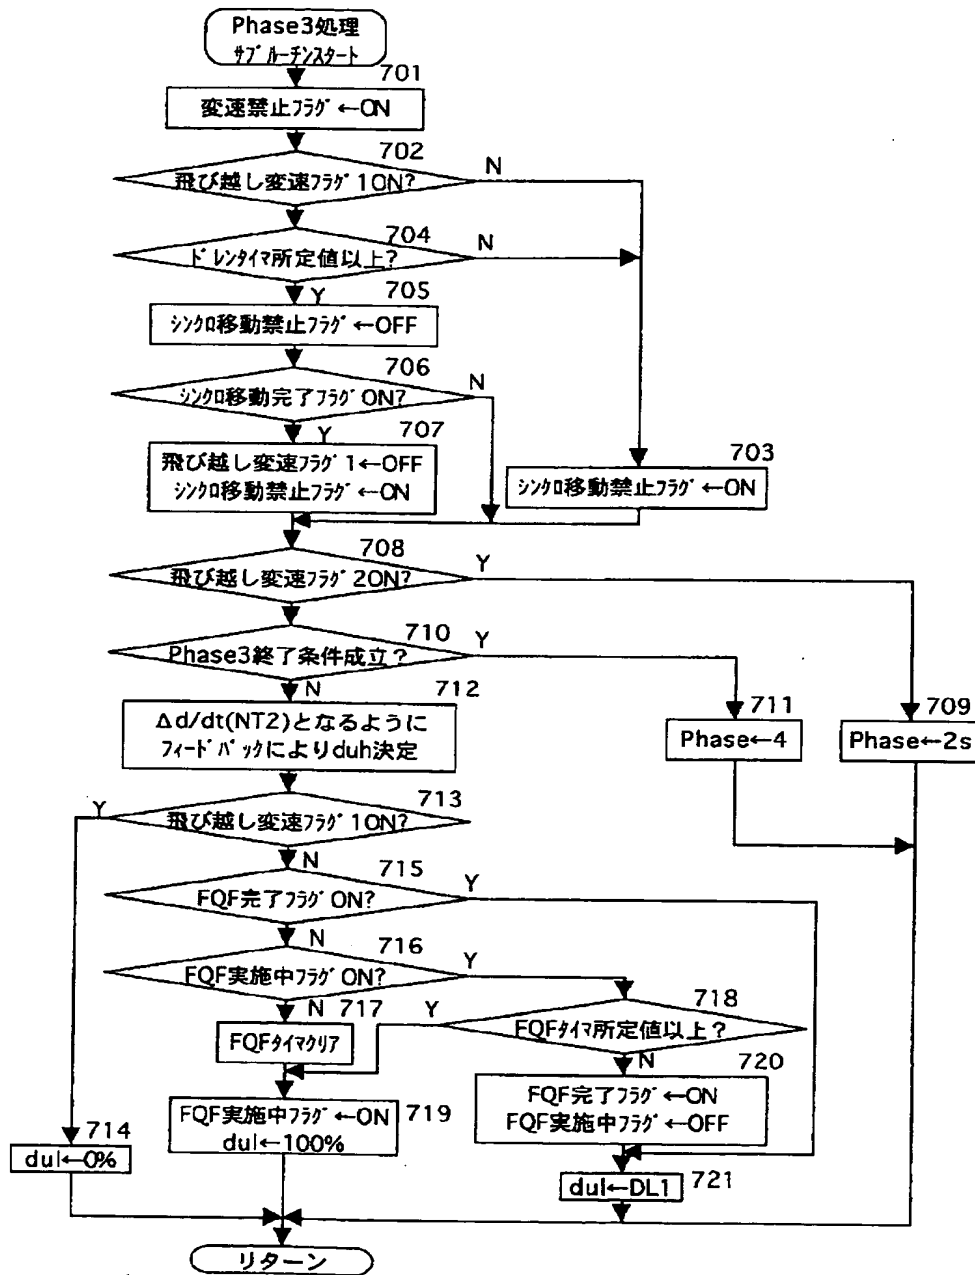 Phase3処理
ｻﾌﾞﾙｰﾁﾝｽﾀｰﾄ
701
変速禁止ﾌﾗｸﾞ←ON
702
飛び越し変速ﾌﾗｸﾞ1ON?
N
704
ﾄﾞﾚﾝﾀｲﾏ所定値以上?
N
Y
705
ｼﾝｸﾛ移動禁止ﾌﾗｸﾞ←OFF
706
ｼﾝｸﾛ移動完了ﾌﾗｸﾞON?
N
Y
707
飛び越し変速ﾌﾗｸﾞ1←OFF
ｼﾝｸﾛ移動禁止ﾌﾗｸﾞ←ON
703
ｼﾝｸﾛ移動禁止ﾌﾗｸﾞ←ON
708
飛び越し変速ﾌﾗｸﾞ2ON?
Y
710
Phase3終了条件成立？
Y
N
712
Δd/dt(NT2)となるように
ﾌｨｰﾄﾞﾊﾞｯｸによりduh決定
711
Phase←4
709
Phase←2s
713
飛び越し変速ﾌﾗｸﾞ1ON?
Y
N
715
FQF完了ﾌﾗｸﾞON?
Y
N
716
FQF実施中ﾌﾗｸﾞON?
Y
N
717
FQFﾀｲﾏｸﾘｱ
718
FQFﾀｲﾏ所定値以上？
Y
N
719
FQF実施中ﾌﾗｸﾞ←ON
dul←100%
720
FQF完了ﾌﾗｸﾞ←ON
FQF実施中ﾌﾗｸﾞ←OFF
714
dul←0%
721
dul←DL1
リターン